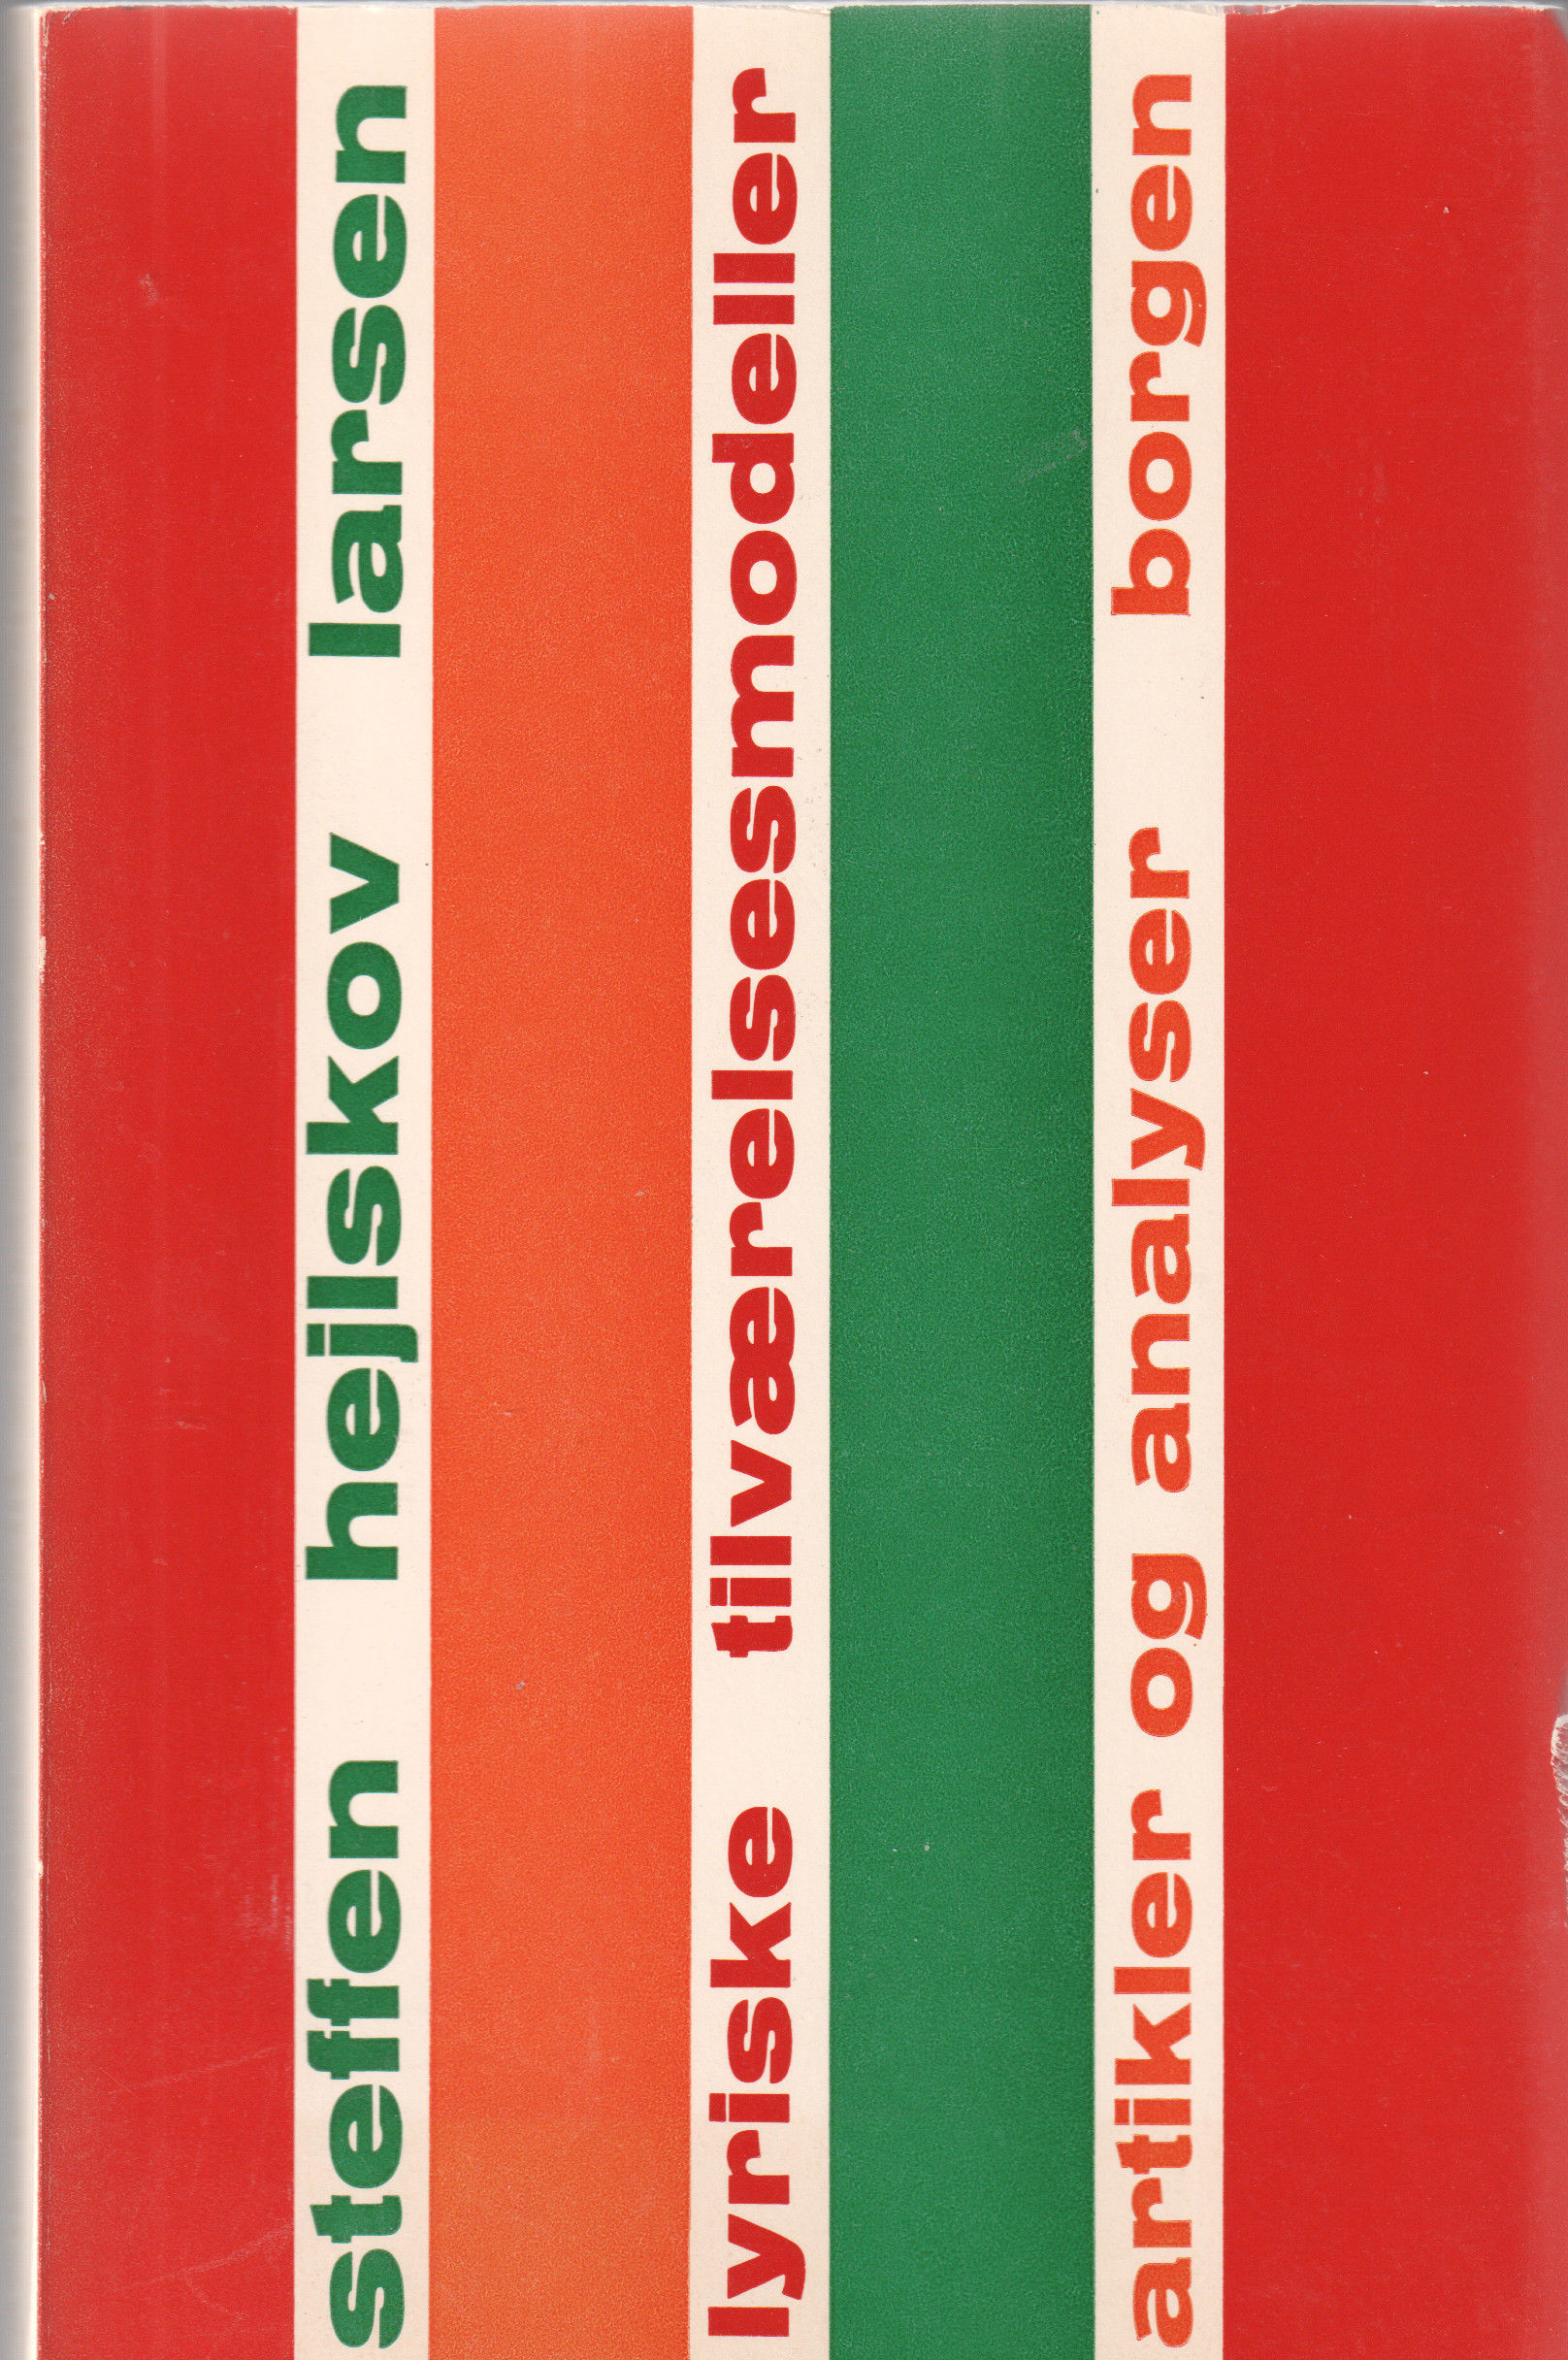 steffen hejlskov larsen
lyriske tilværelsesmodeller
artikler og analyser borgen